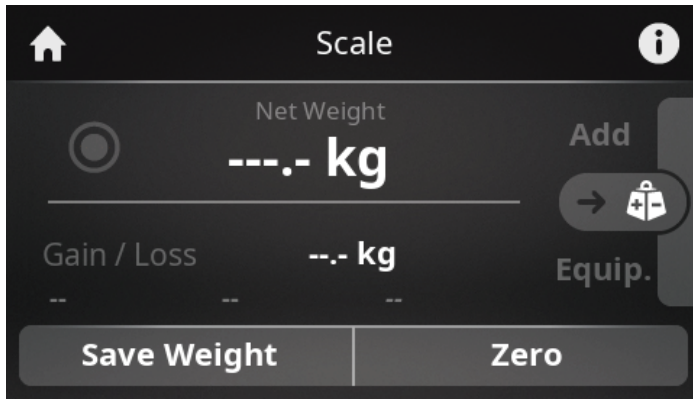 Scale
Net Weight
---.- kg
Add
Gain / Loss --.- kg
Equip.
-- -- --
Save Weight Zero